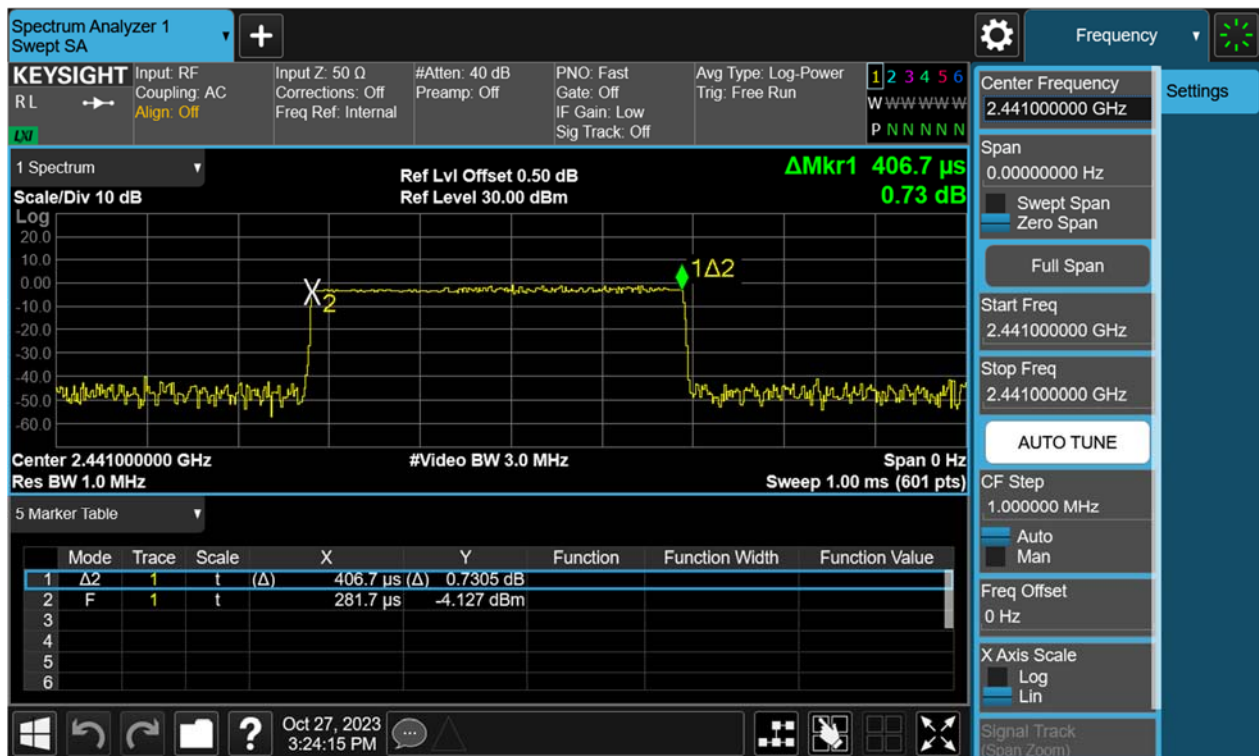 Spectrum Analyzer 1
Swept SA
+
Frequency
KEYSIGHT
RL
LXI
Input: RF
Coupling: AC
Align: Off
Input Z: 50 Ω
Corrections: Off
Freq Ref: Internal
#Atten: 40 dB
Preamp: Off
PNO: Fast
Gate: Off
IF Gain: Low
Sig Track: Off
Avg Type: Log-Power
Trig: Free Run
1 2 3 4 5 6
W W W W W W
P N N N N N
1 Spectrum
Scale/Div 10 dB
Ref Lvl Offset 0.50 dB
Ref Level 30.00 dBm
ΔMkr1 406.7 µs
0.73 dB
Log
20.0
10.0
0.00
-10.0
-20.0
-30.0
-40.0
-50.0
-60.0
X2
1Δ2
Center 2.441000000 GHz
#Video BW 3.0 MHz
Span 0 Hz
Res BW 1.0 MHz
Sweep 1.00 ms (601 pts)
5 Marker Table
Mode Trace Scale X Y Function Function Width Function Value
1 Δ2 1 t (Δ) 406.7 µs (Δ) 0.7305 dB
2 F 1 t 281.7 µs -4.127 dBm
3
4
5
6
?
Oct 27, 2023
3:24:15 PM
Center Frequency
2.441000000 GHz
Settings
Span
0.00000000 Hz
Swept Span
Zero Span
Full Span
Start Freq
2.441000000 GHz
Stop Freq
2.441000000 GHz
AUTO TUNE
CF Step
1.000000 MHz
Auto
Man
Freq Offset
0 Hz
X Axis Scale
Log
Lin
Signal Track
(Span Zoom)